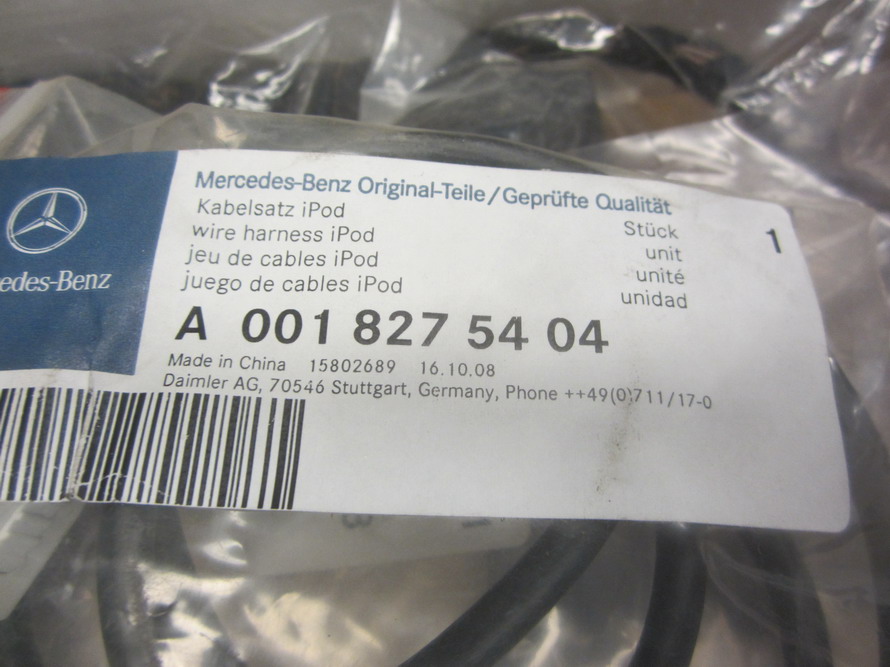 Mercedes-Benz Original-Teile/Geprüfte Qualität
Kabelsatz iPod Stück 1
wire harness iPod unit
jeu de cables iPod unité
juego de cables iPod unidad
edes-Benz
A 001 827 54 04
Made in China 15802689 16.10.08
Daimler AG, 70546 Stuttgart, Germany, Phone ++49(0)711/17-0